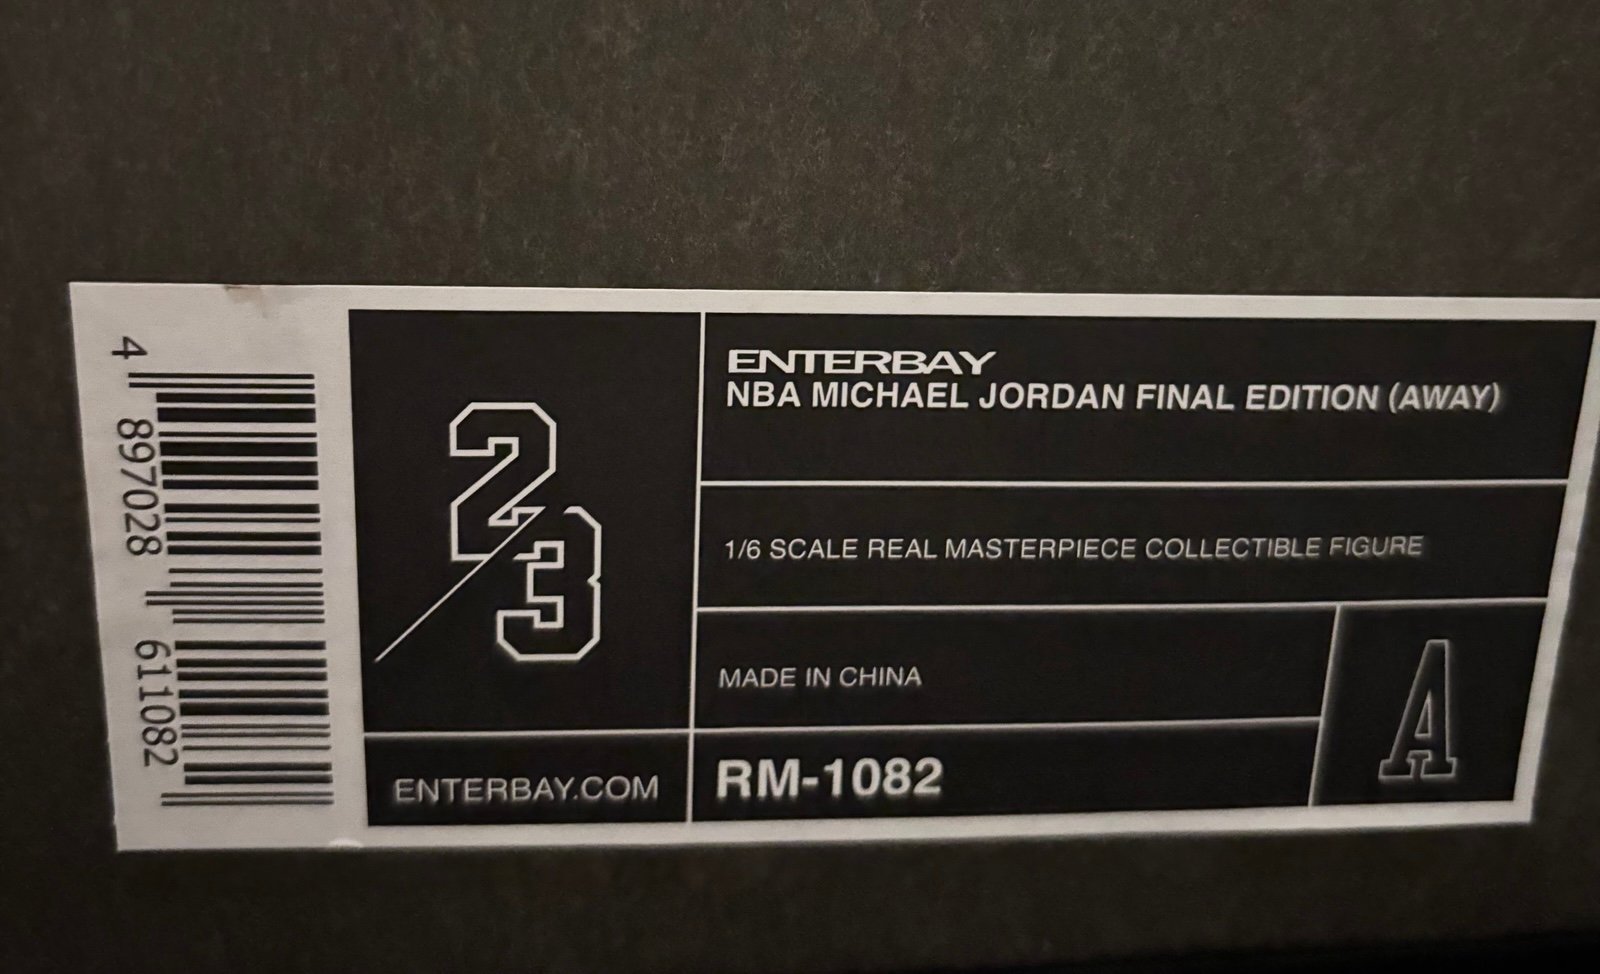 4 897028 611082
23
ENTERBAY.COM
ENTERBAY
NBA MICHAEL JORDAN FINAL EDITION (AWAY)
1/6 SCALE REAL MASTERPIECE COLLECTIBLE FIGURE
MADE IN CHINA
RM-1082
A